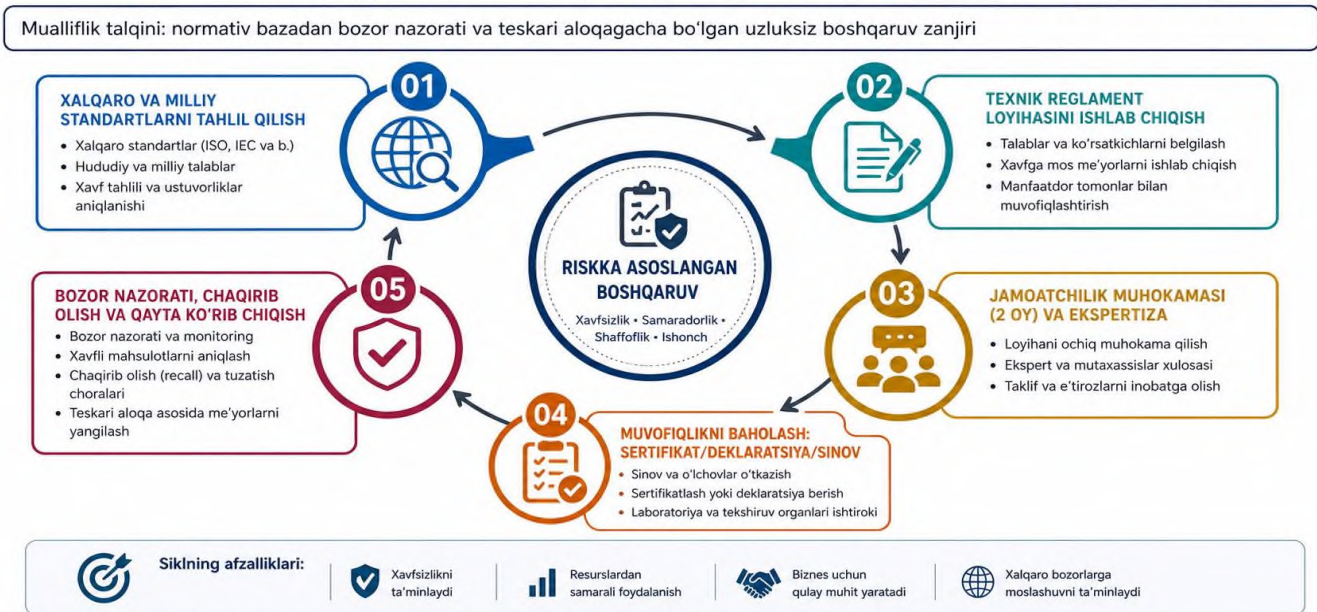 Mualliflik talqini: normativ bazadan bozor nazorati va teskari aloqagacha bo‘lgan uzluksiz boshqaruv zanjiri
01
XALQARO VA MILLIY
STANDARTLARNI TAHLIL QILISH
• Xalqaro standartlar (ISO, IEC va b.)
• Hududiy va milliy talablar
• Xavf tahlili va ustuvorliklar
aniqlanishi
02
TEXNIK REGLAMENT
LOYIHASINI ISHLAB CHIQISH
• Talablar va ko‘rsatkichlarni belgilash
• Xavfga mos me’yorlarni ishlab chiqish
• Manfaatdor tomonlar bilan
muvofiqlashtirish
RISKKA ASOSLANGAN
BOSHQARUV
Xavfsizlik • Samaradorlik •
Shaffoflik • Ishonch
03
JAMOATCHILIK MUHOKAMASI
(2 OY) VA EKSPERTIZA
• Loyihani ochiq muhokama qilish
• Ekspert va mutaxassislar xulosasi
• Taklif va e’tirozlarni inobatga olish
04
MUVOFIQLIKNI BAHOLASH:
SERTIFIKAT/DEKLARATSIYA/SINOV
• Sinov va o‘lchovlar o‘tkazish
• Sertifikatlash yoki deklaratsiya berish
• Laboratoriya va tekshiruv organlari ishtiroki
05
BOZOR NAZORATI, CHAQIRIB
OLISH VA QAYTA KO‘RIB CHIQISH
• Bozor nazorati va monitoring
• Xavfli mahsulotlarni aniqlash
• Chaqirib olish (recall) va tuzatish
choralari
• Teskari aloqa asosida me’yorlarni
yangilash
Siklning afzalliklari:
Xavfsizlikni
ta’minlaydi
Resurslardan
samarali foydalanish
Biznes uchun
qulay muhit yaratadi
Xalqaro bozorlarga
moslashuvni ta’minlaydi